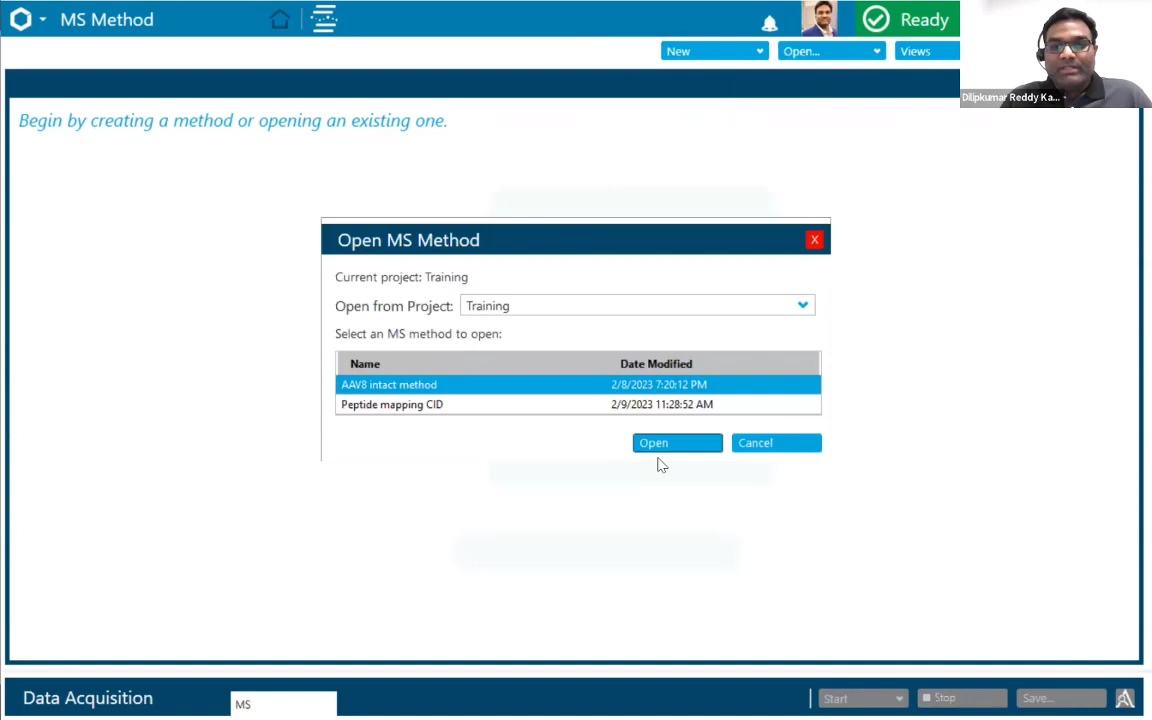 MS Method
Ready
New
Open...
Views
Dilipkumar Reddy Ka...
Begin by creating a method or opening an existing one.
Open MS Method
X
Current project: Training
Open from Project: Training
Select an MS method to open:
Name Date Modified
AAV8 intact method 2/8/2023 7:20:12 PM
Peptide mapping CID 2/9/2023 11:28:52 AM
Open
Cancel
Data Acquisition
MS
Start
Stop
Save...